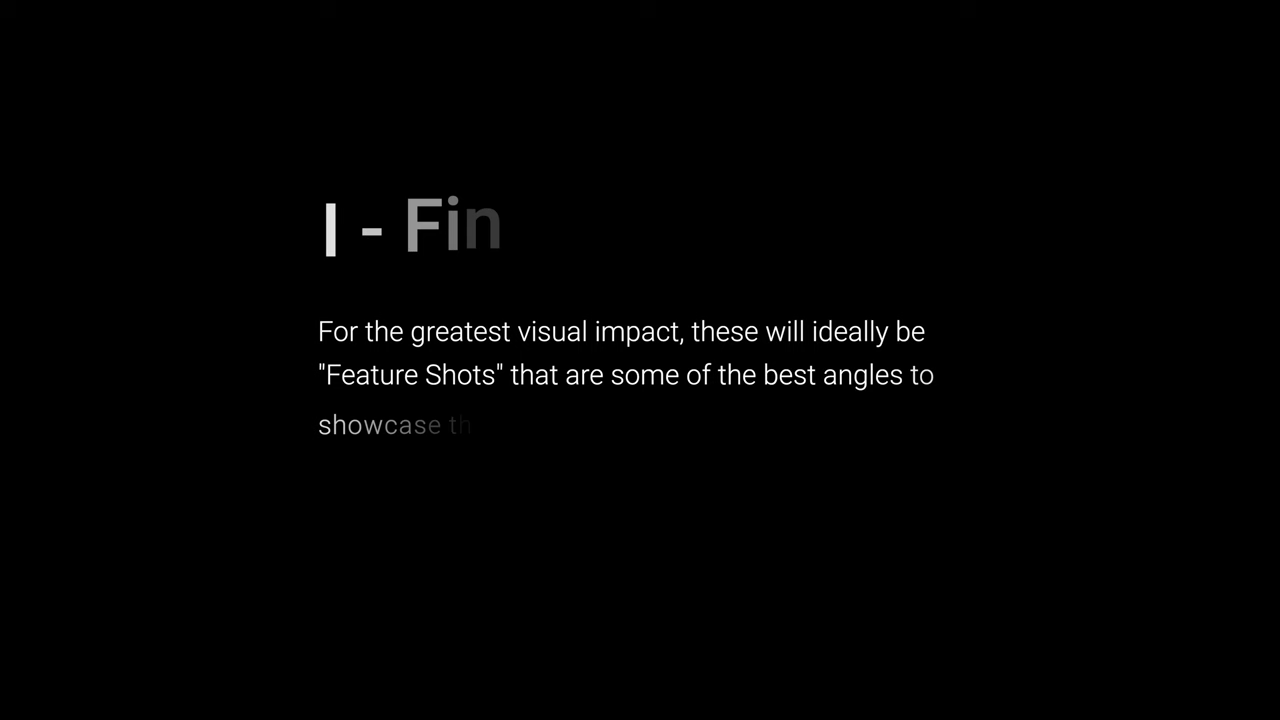 I - Fin
For the greatest visual impact, these will ideally be
"Feature Shots" that are some of the best angles to
showcase th